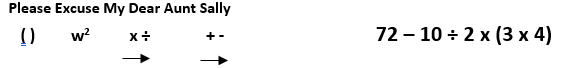 Please Excuse My Dear Aunt Sally
( ) w² x ÷ + - 72 – 10 ÷ 2 x (3 x 4)